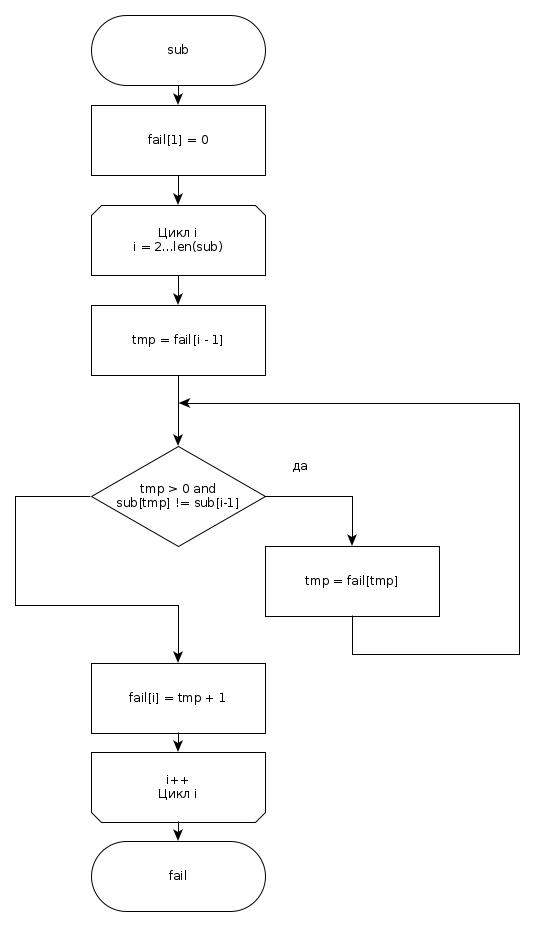 sub
fail[1] = 0
Цикл i
i = 2...len(sub)
tmp = fail[i - 1]
да
tmp > 0 and
sub[tmp] != sub[i-1]
tmp = fail[tmp]
fail[i] = tmp + 1
i++
Цикл i
fail